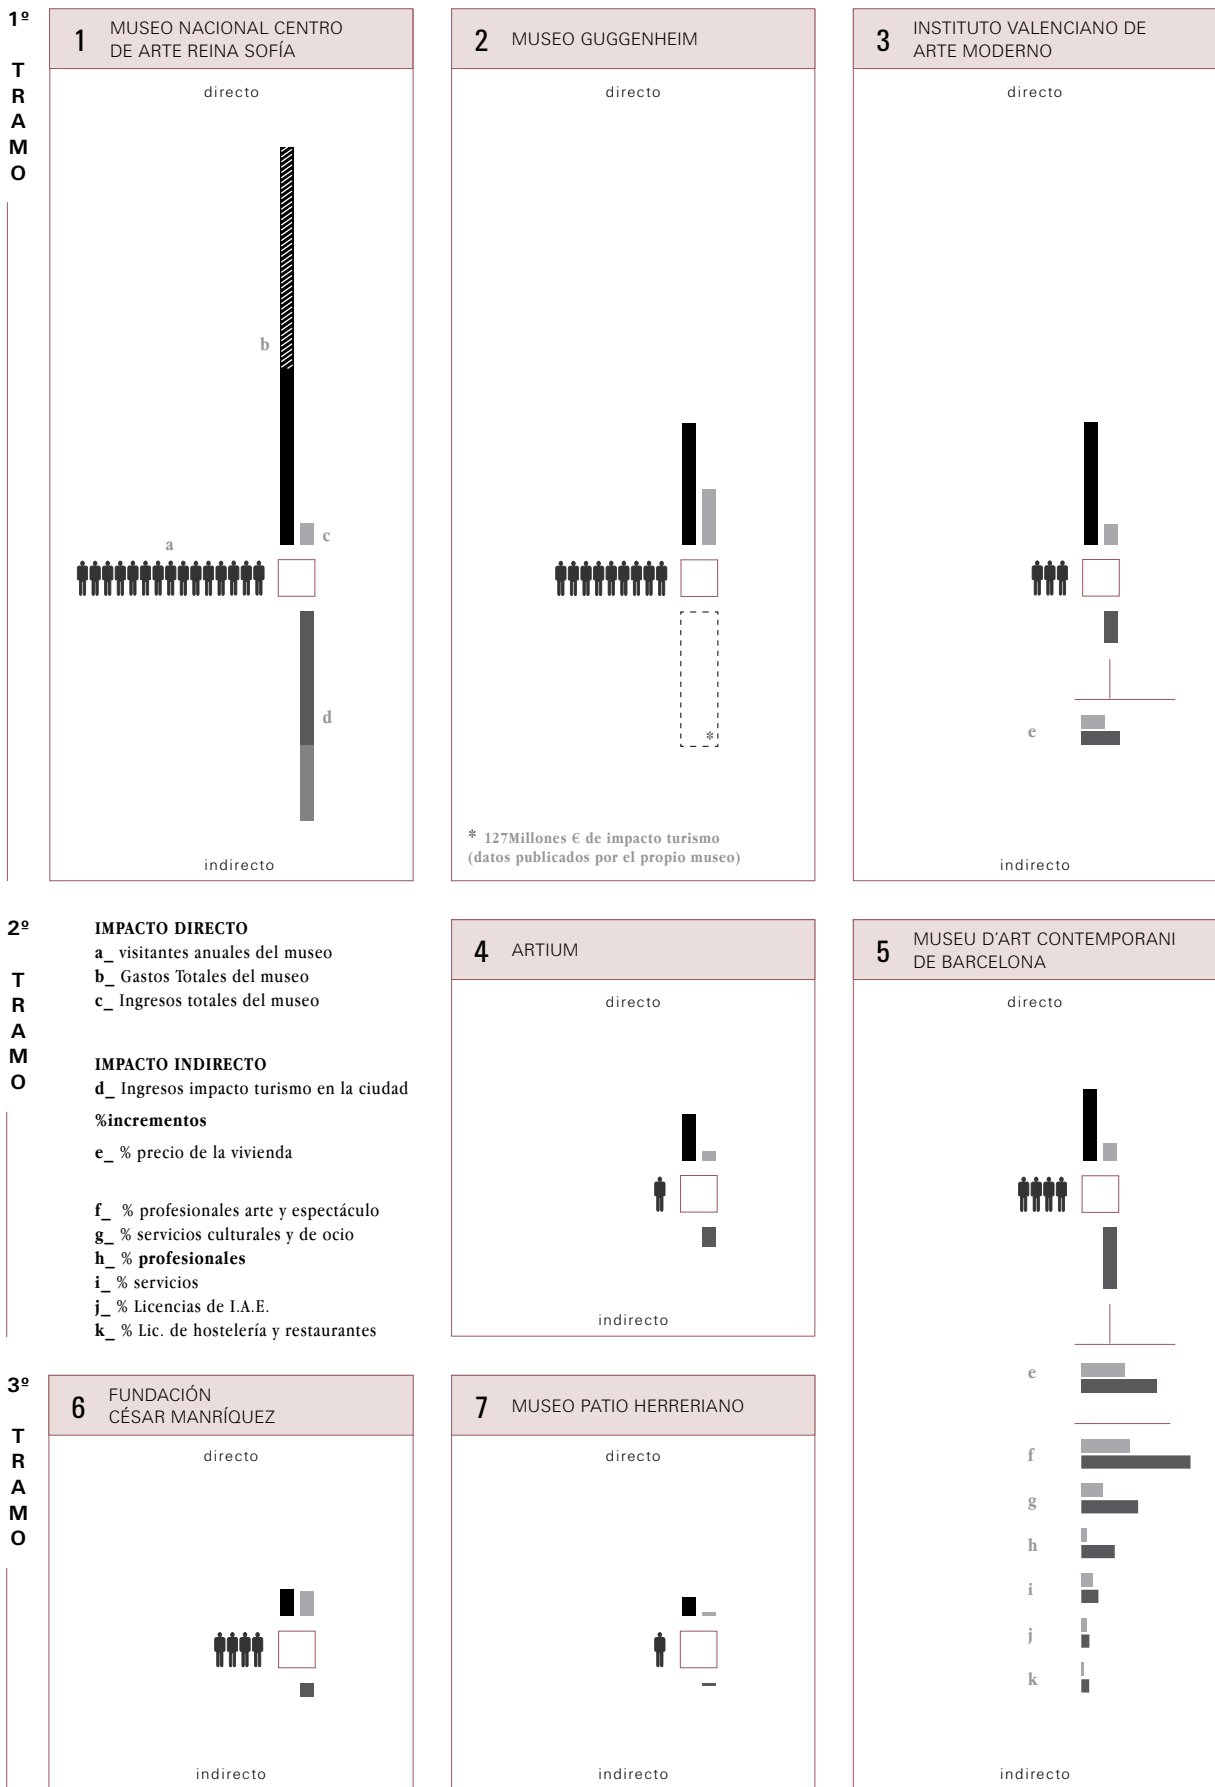 1º
TRAMO
1 MUSEO NACIONAL CENTRO
DE ARTE REINA SOFÍA
directo
b
c
a
d
indirecto
2 MUSEO GUGGENHEIM
directo
*
* 127Millones € de impacto turismo
(datos publicados por el propio museo)
3 INSTITUTO VALENCIANO DE
ARTE MODERNO
directo
e
indirecto
2º
TRAMO
IMPACTO DIRECTO
a_ visitantes anuales del museo
b_ Gastos Totales del museo
c_ Ingresos totales del museo
IMPACTO INDIRECTO
d_ Ingresos impacto turismo en la ciudad
%incrementos
e_ % precio de la vivienda
f_ % profesionales arte y espectáculo
g_ % servicios culturales y de ocio
h_ % profesionales
i_ % servicios
j_ % Licencias de I.A.E.
k_ % Lic. de hostelería y restaurantes
4 ARTIUM
directo
indirecto
5 MUSEU D´ART CONTEMPORANI
DE BARCELONA
directo
e
f
g
h
i
j
k
indirecto
3º
TRAMO
6 FUNDACIÓN
CÉSAR MANRÍQUEZ
directo
indirecto
7 MUSEO PATIO HERRERIANO
directo
indirecto